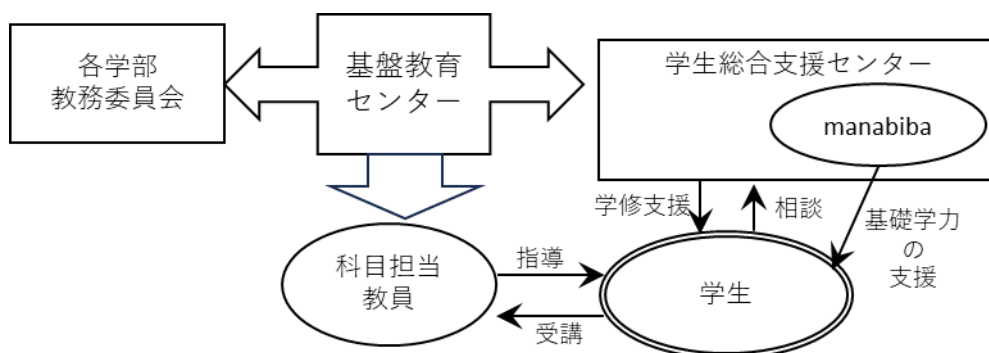 各学部
教務委員会
基盤教育
センター
学生総合支援センター
manabiba
学修支援
相談
基礎学力
の
支援
科目担当
教員
指導
受講
学生